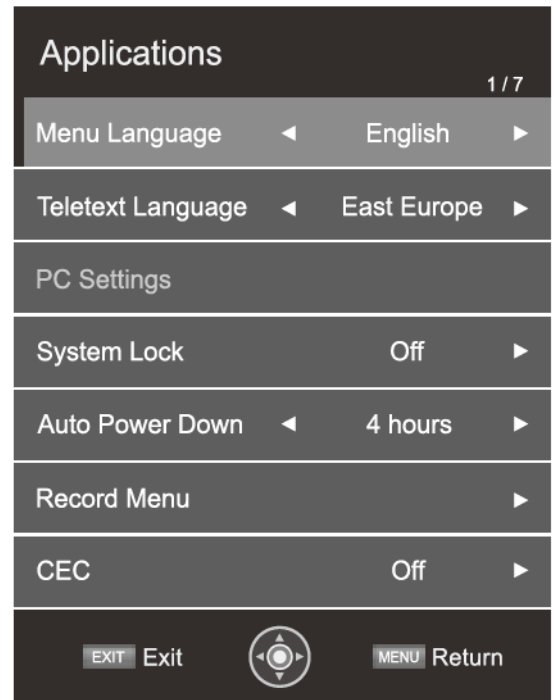 Applications
1 / 7
Menu Language ◄ English ►
Teletext Language ◄ East Europe ►
PC Settings
System Lock Off ►
Auto Power Down ◄ 4 hours ►
Record Menu ►
CEC Off ►
EXIT Exit MENU Return